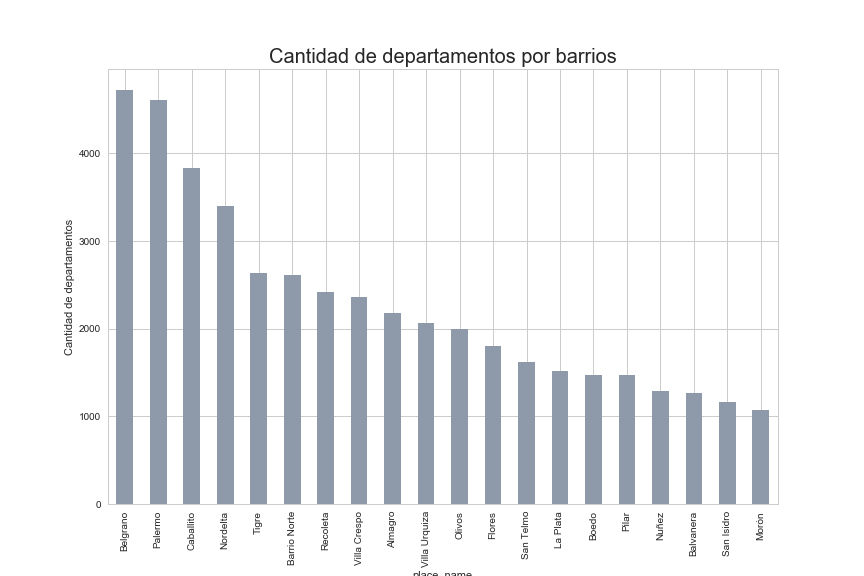 Cantidad de departamentos por barrios
Cantidad de departamentos
4000
3000
2000
1000
0
Belgrano
Palermo
Caballito
Nordelta
Tigre
Barrio Norte
Recoleta
Villa Crespo
Almagro
Villa Urquiza
Olivos
Flores
San Telmo
La Plata
Boedo
Pilar
Nuñez
Balvanera
San Isidro
Morón
place_name